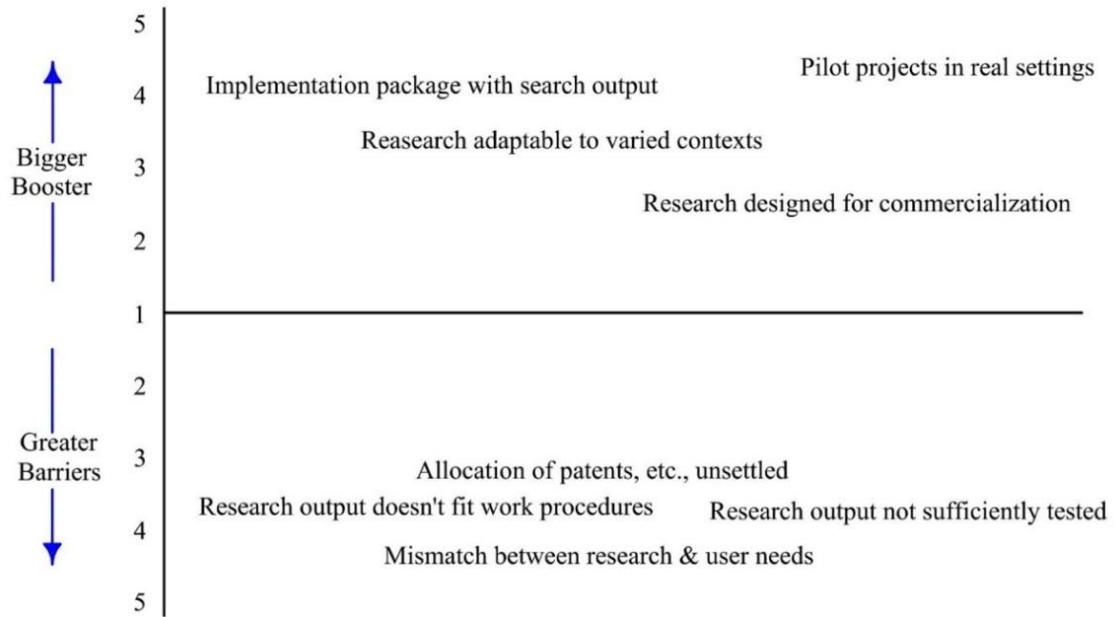 5
Pilot projects in real settings
Implementation package with search output
4
Reasearch adaptable to varied contexts
Bigger
Booster
3
Research designed for commercialization
2
1
2
Greater
Barriers
3
Allocation of patents, etc., unsettled
Research output doesn't fit work procedures
Research output not sufficiently tested
4
Mismatch between research & user needs
5